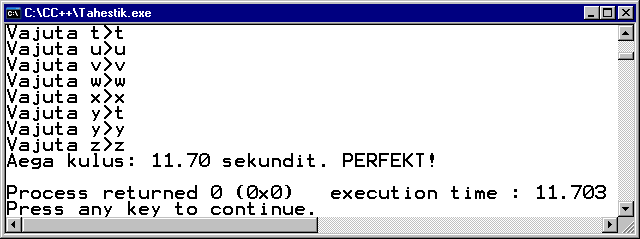 C:\CC++\Tahestik.exe
Vajuta t>t
Vajuta u>u
Vajuta v>v
Vajuta w>w
Vajuta x>x
Vajuta y>t
Vajuta y>y
Vajuta z>z
Aega kulus: 11.70 sekundit. PERFEKT!
Process returned 0 (0x0)   execution time : 11.703
Press any key to continue.